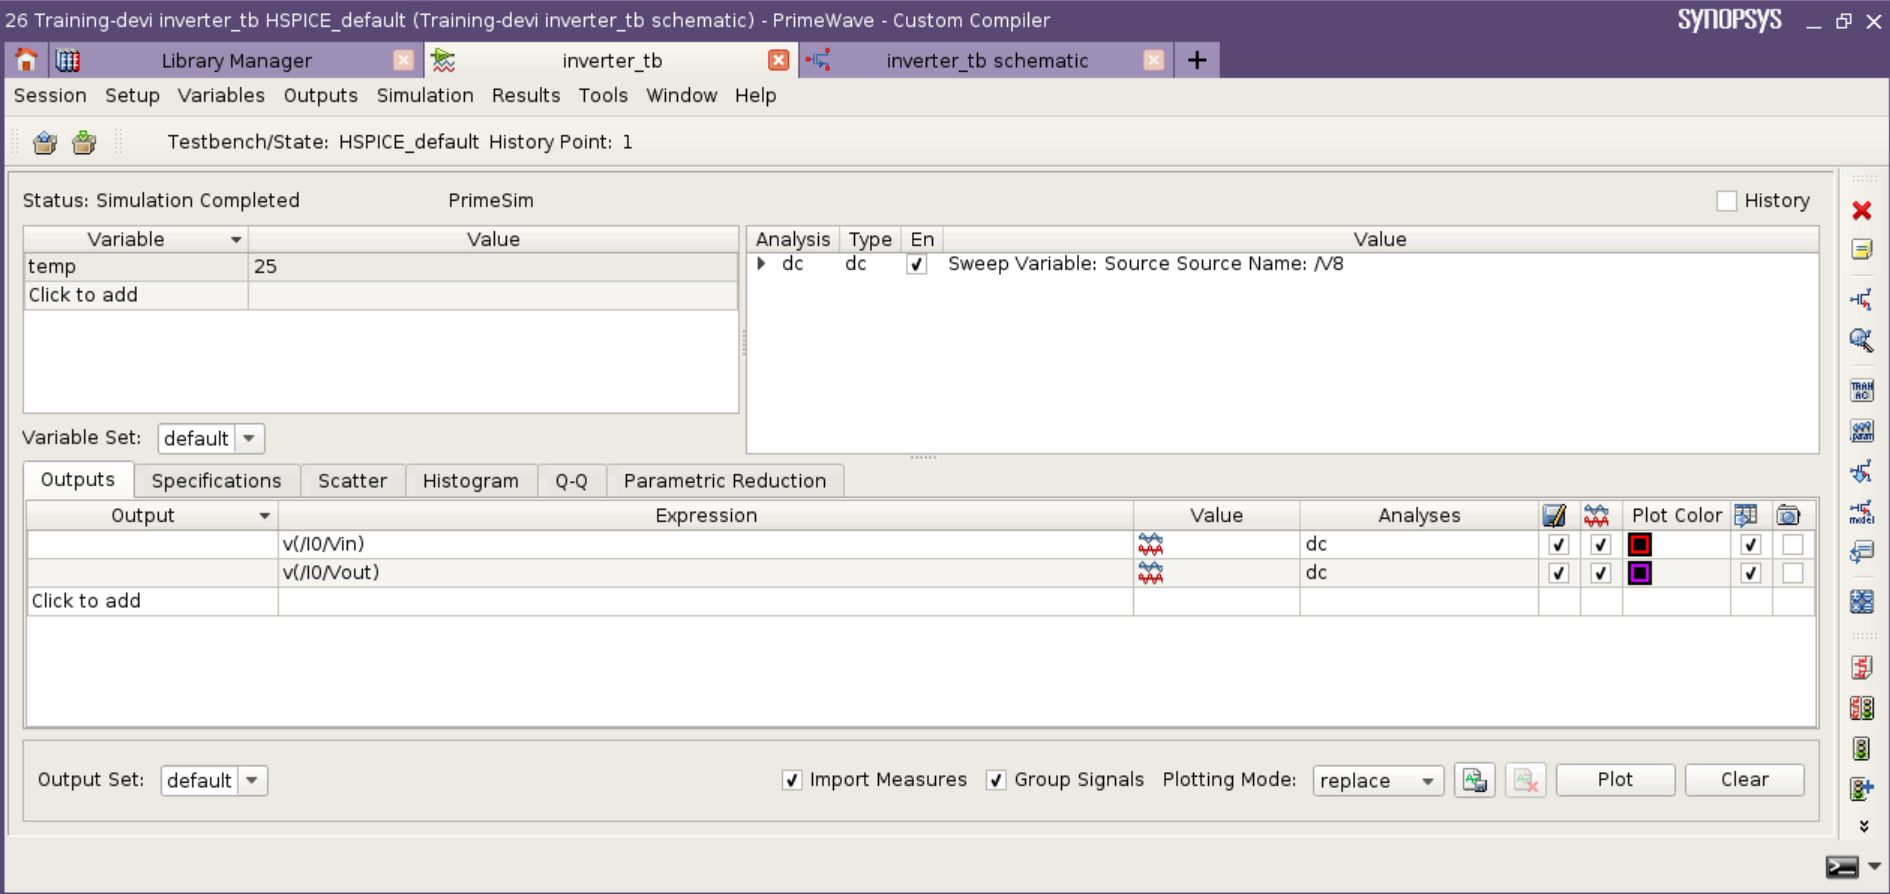 26 Training-devi inverter_tb HSPICE_default (Training-devi inverter_tb schematic) - PrimeWave - Custom Compiler
SYNOPSYS
Library Manager inverter_tb inverter_tb schematic
Session Setup Variables Outputs Simulation Results Tools Window Help
Testbench/State: HSPICE_default History Point: 1
Status: Simulation Completed PrimeSim History
Variable Value
temp 25
Click to add
Analysis Type En Value
dc dc Sweep Variable: Source Source Name: /V8
Variable Set: default
Outputs Specifications Scatter Histogram Q-Q Parametric Reduction
Output Expression Value Analyses Plot Color
v(/I0/Vin) dc
v(/I0/Vout) dc
Click to add
Output Set: default Import Measures Group Signals Plotting Mode: replace Plot Clear
TRAN
AC
param
model